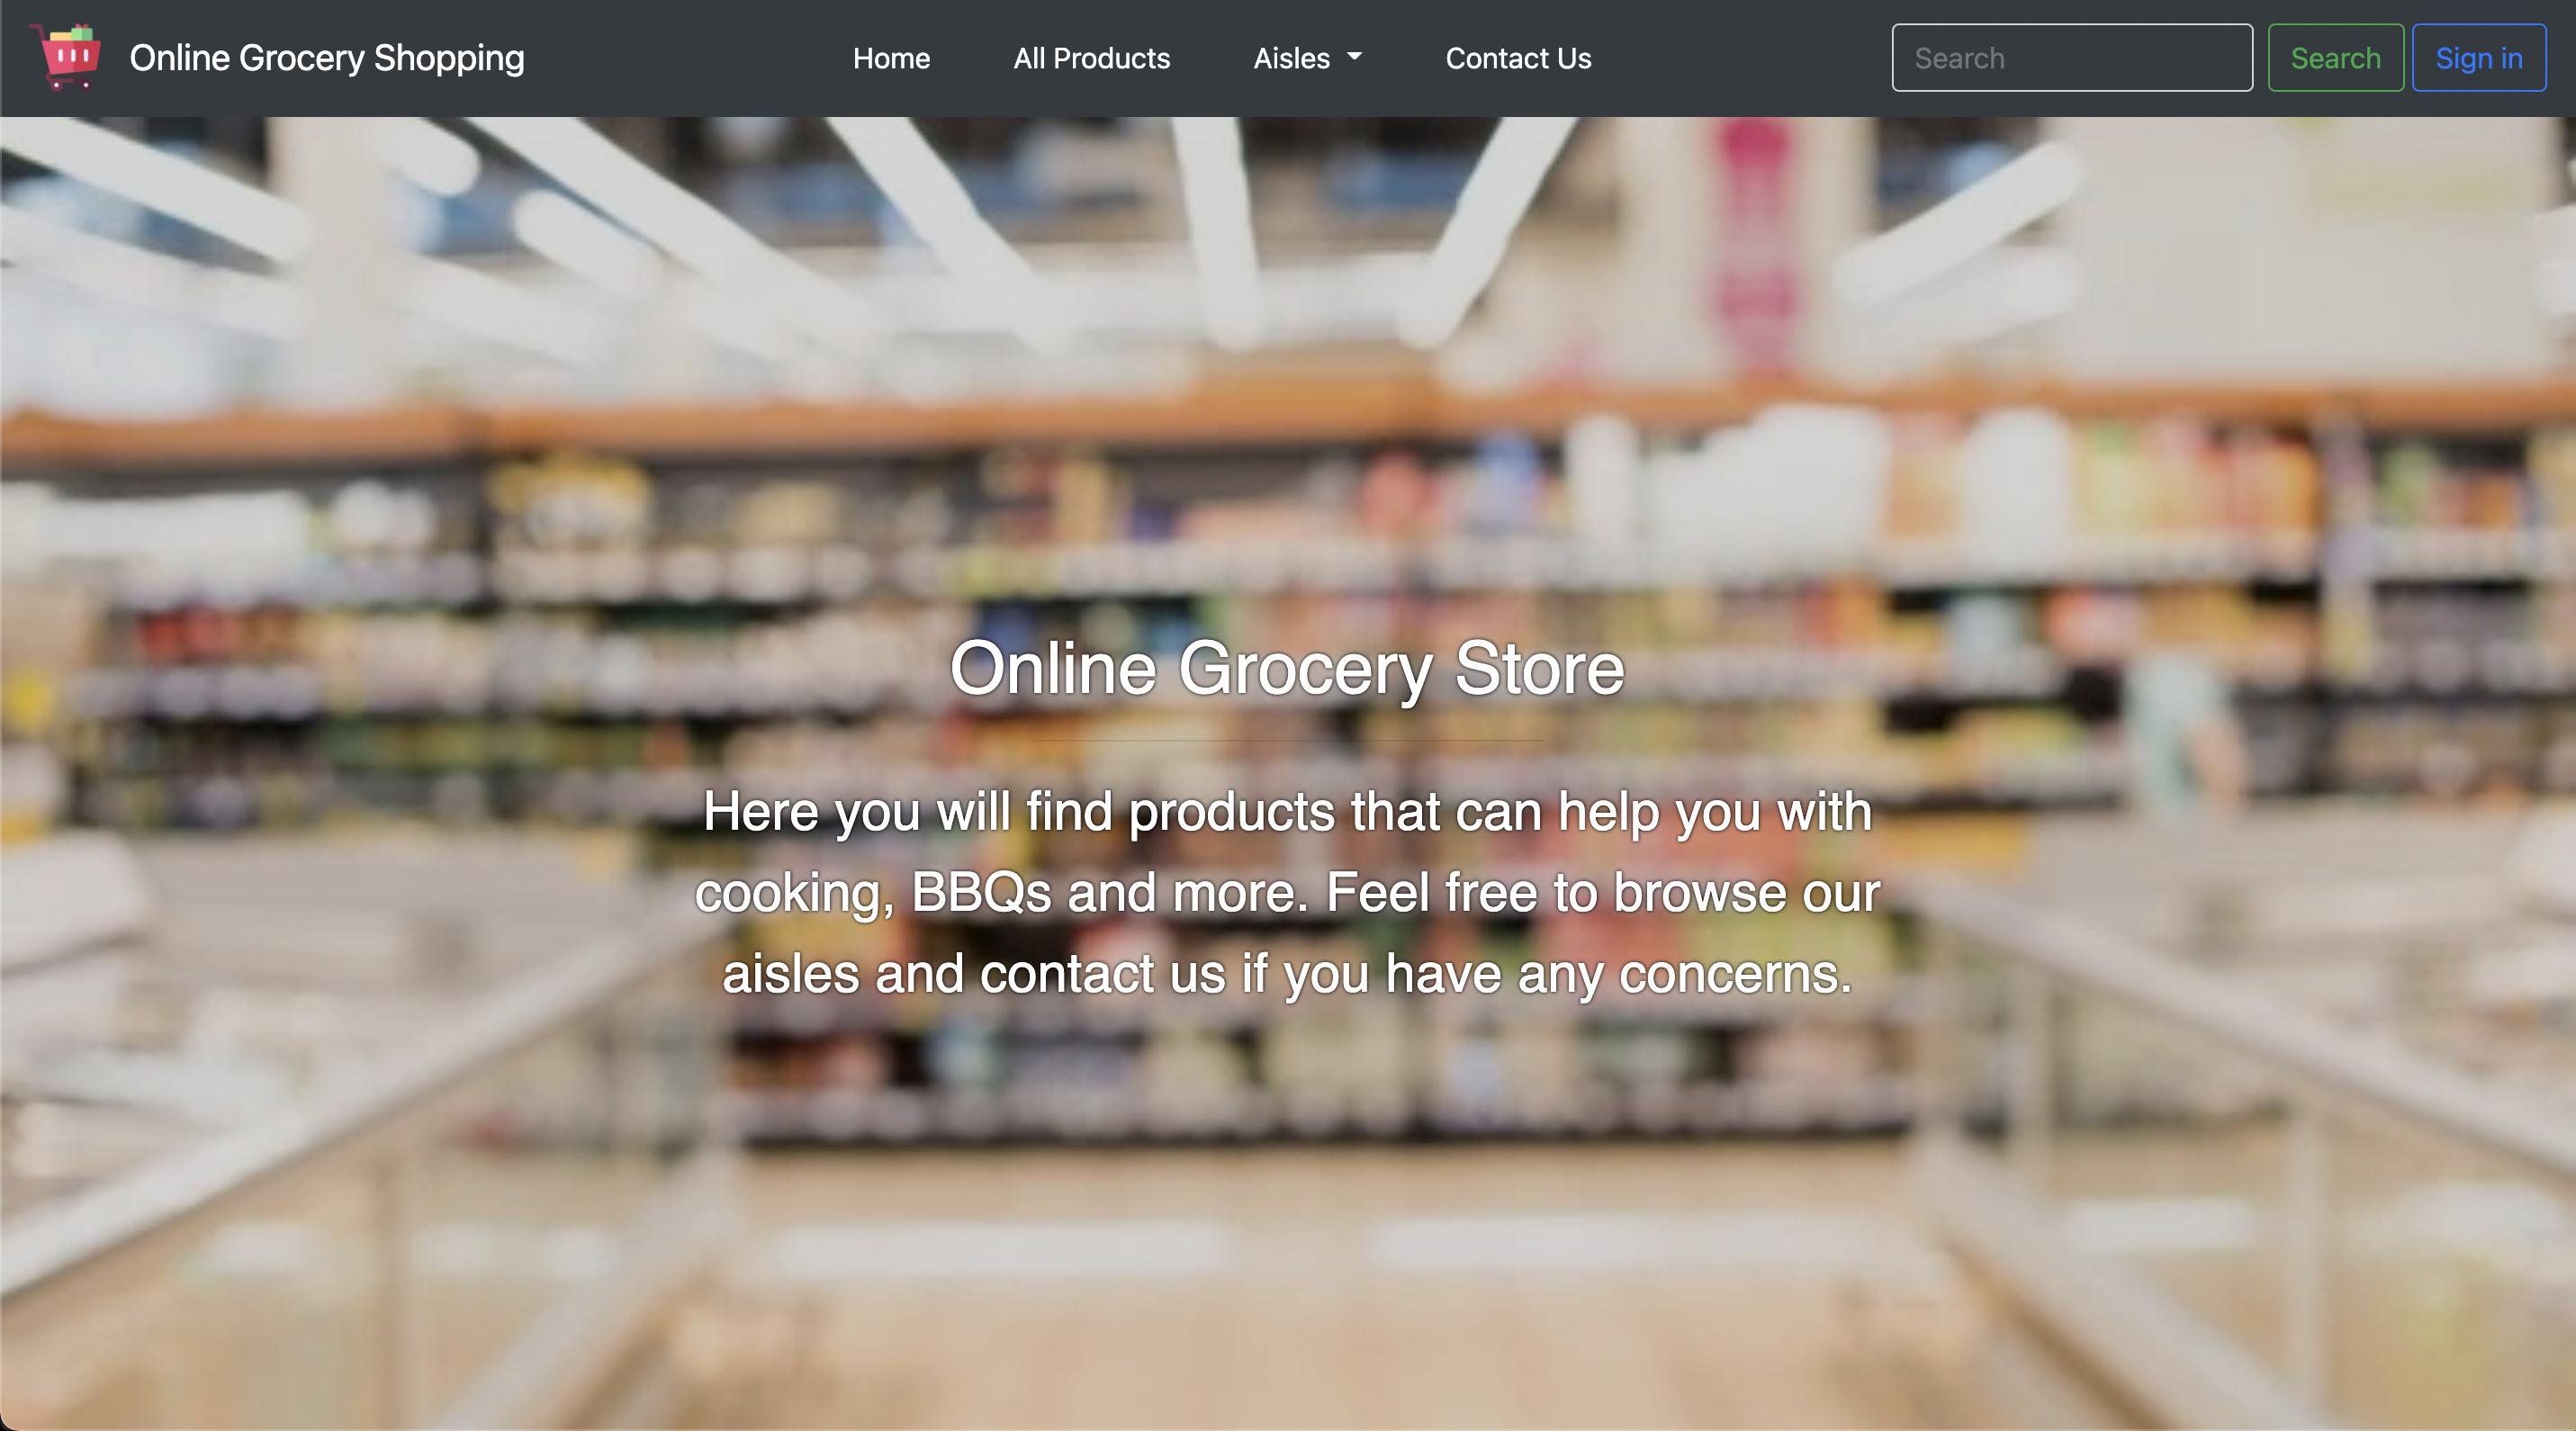 Online Grocery Shopping
Home
All Products
Aisles
Contact Us
Search
Search
Sign in
Online Grocery Store
Here you will find products that can help you with
cooking, BBQs and more. Feel free to browse our
aisles and contact us if you have any concerns.